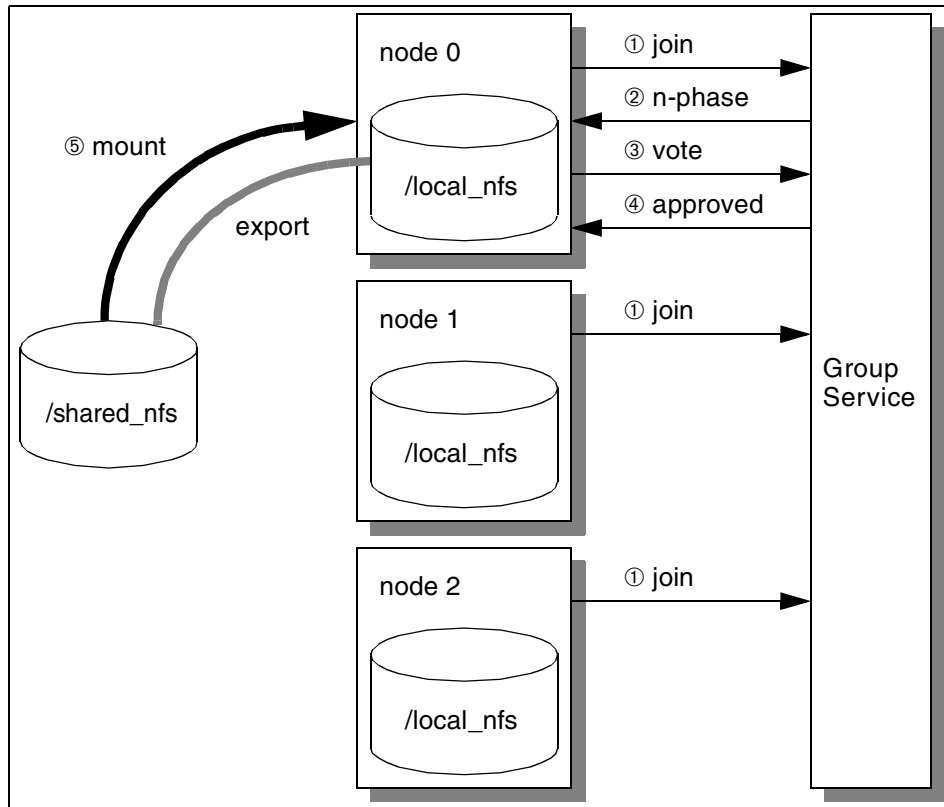 node 0
① join
② n-phase
③ vote
④ approved
/local_nfs
⑤ mount
export
/shared_nfs
node 1
① join
/local_nfs
Group
Service
node 2
① join
/local_nfs